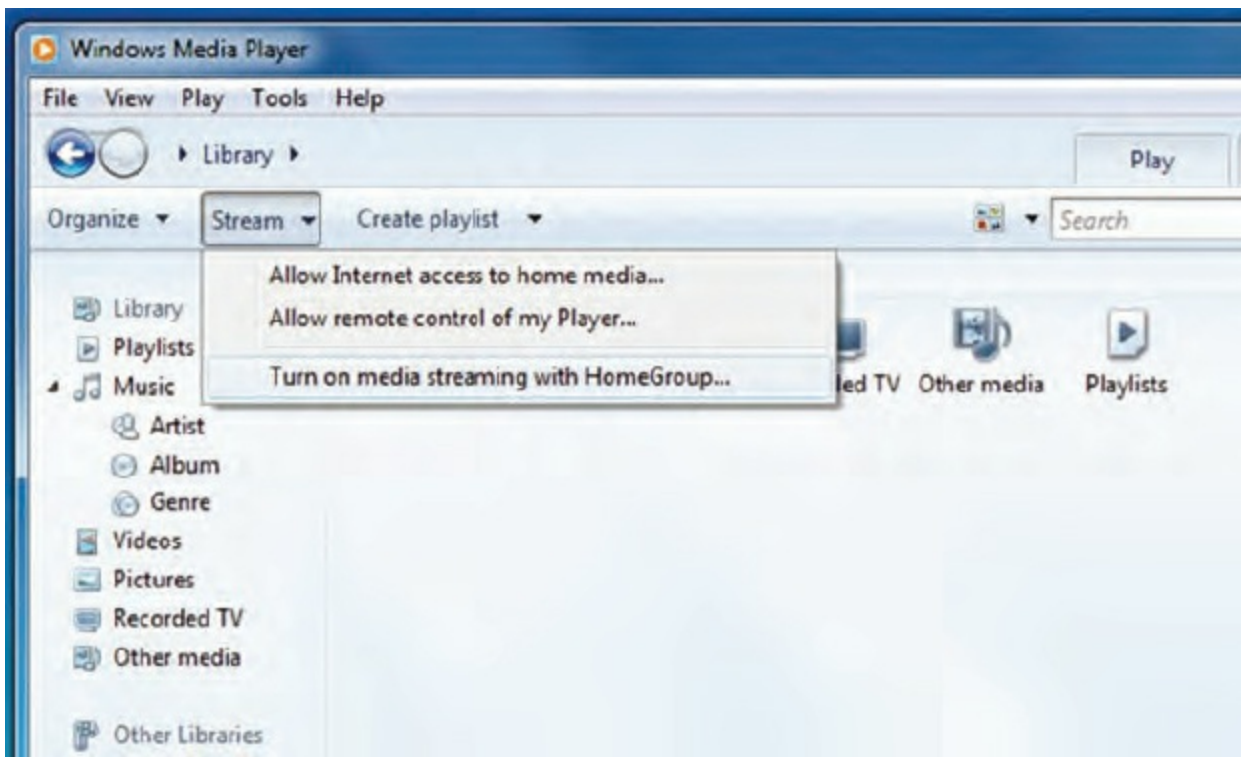 Windows Media Player
File View Play Tools Help
Library
Play
Organize Stream Create playlist Search
Allow Internet access to home media...
Allow remote control of my Player...
Turn on media streaming with HomeGroup...
Library
Playlists
Music
Artist
Album
Genre
Videos
Pictures
Recorded TV
Other media
Other Libraries
led TV Other media Playlists